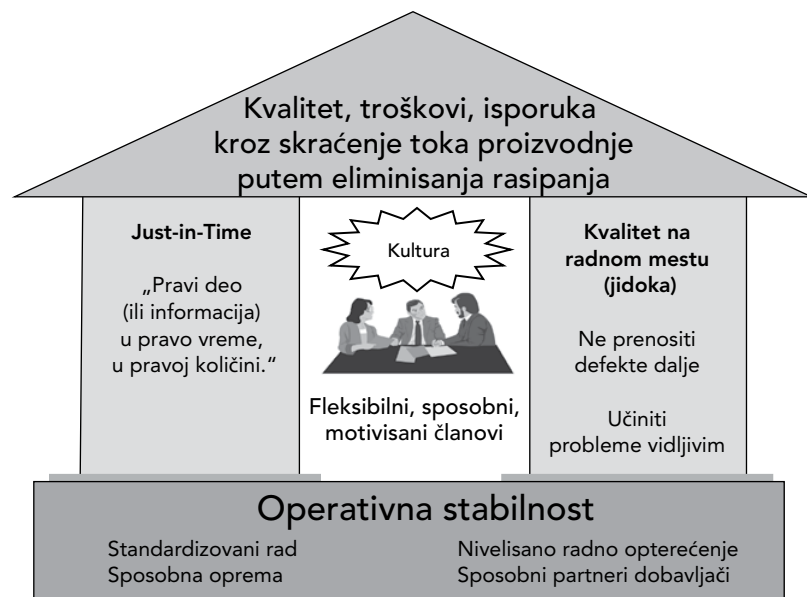 Kvalitet, troškovi, isporuka
kroz skraćenje toka proizvodnje
putem eliminisanja rasipanja
Just-in-Time
„Pravi deo
(ili informacija)
u pravo vreme,
u pravoj količini.“
Kultura
Fleksibilni, sposobni,
motivisani članovi
Kvalitet na
radnom mestu
(jidoka)
Ne prenositi
defekte dalje
Učiniti
probleme vidljivim
Operativna stabilnost
Standardizovani rad
Sposobna oprema
Nivelisano radno opterećenje
Sposobni partneri dobavljači